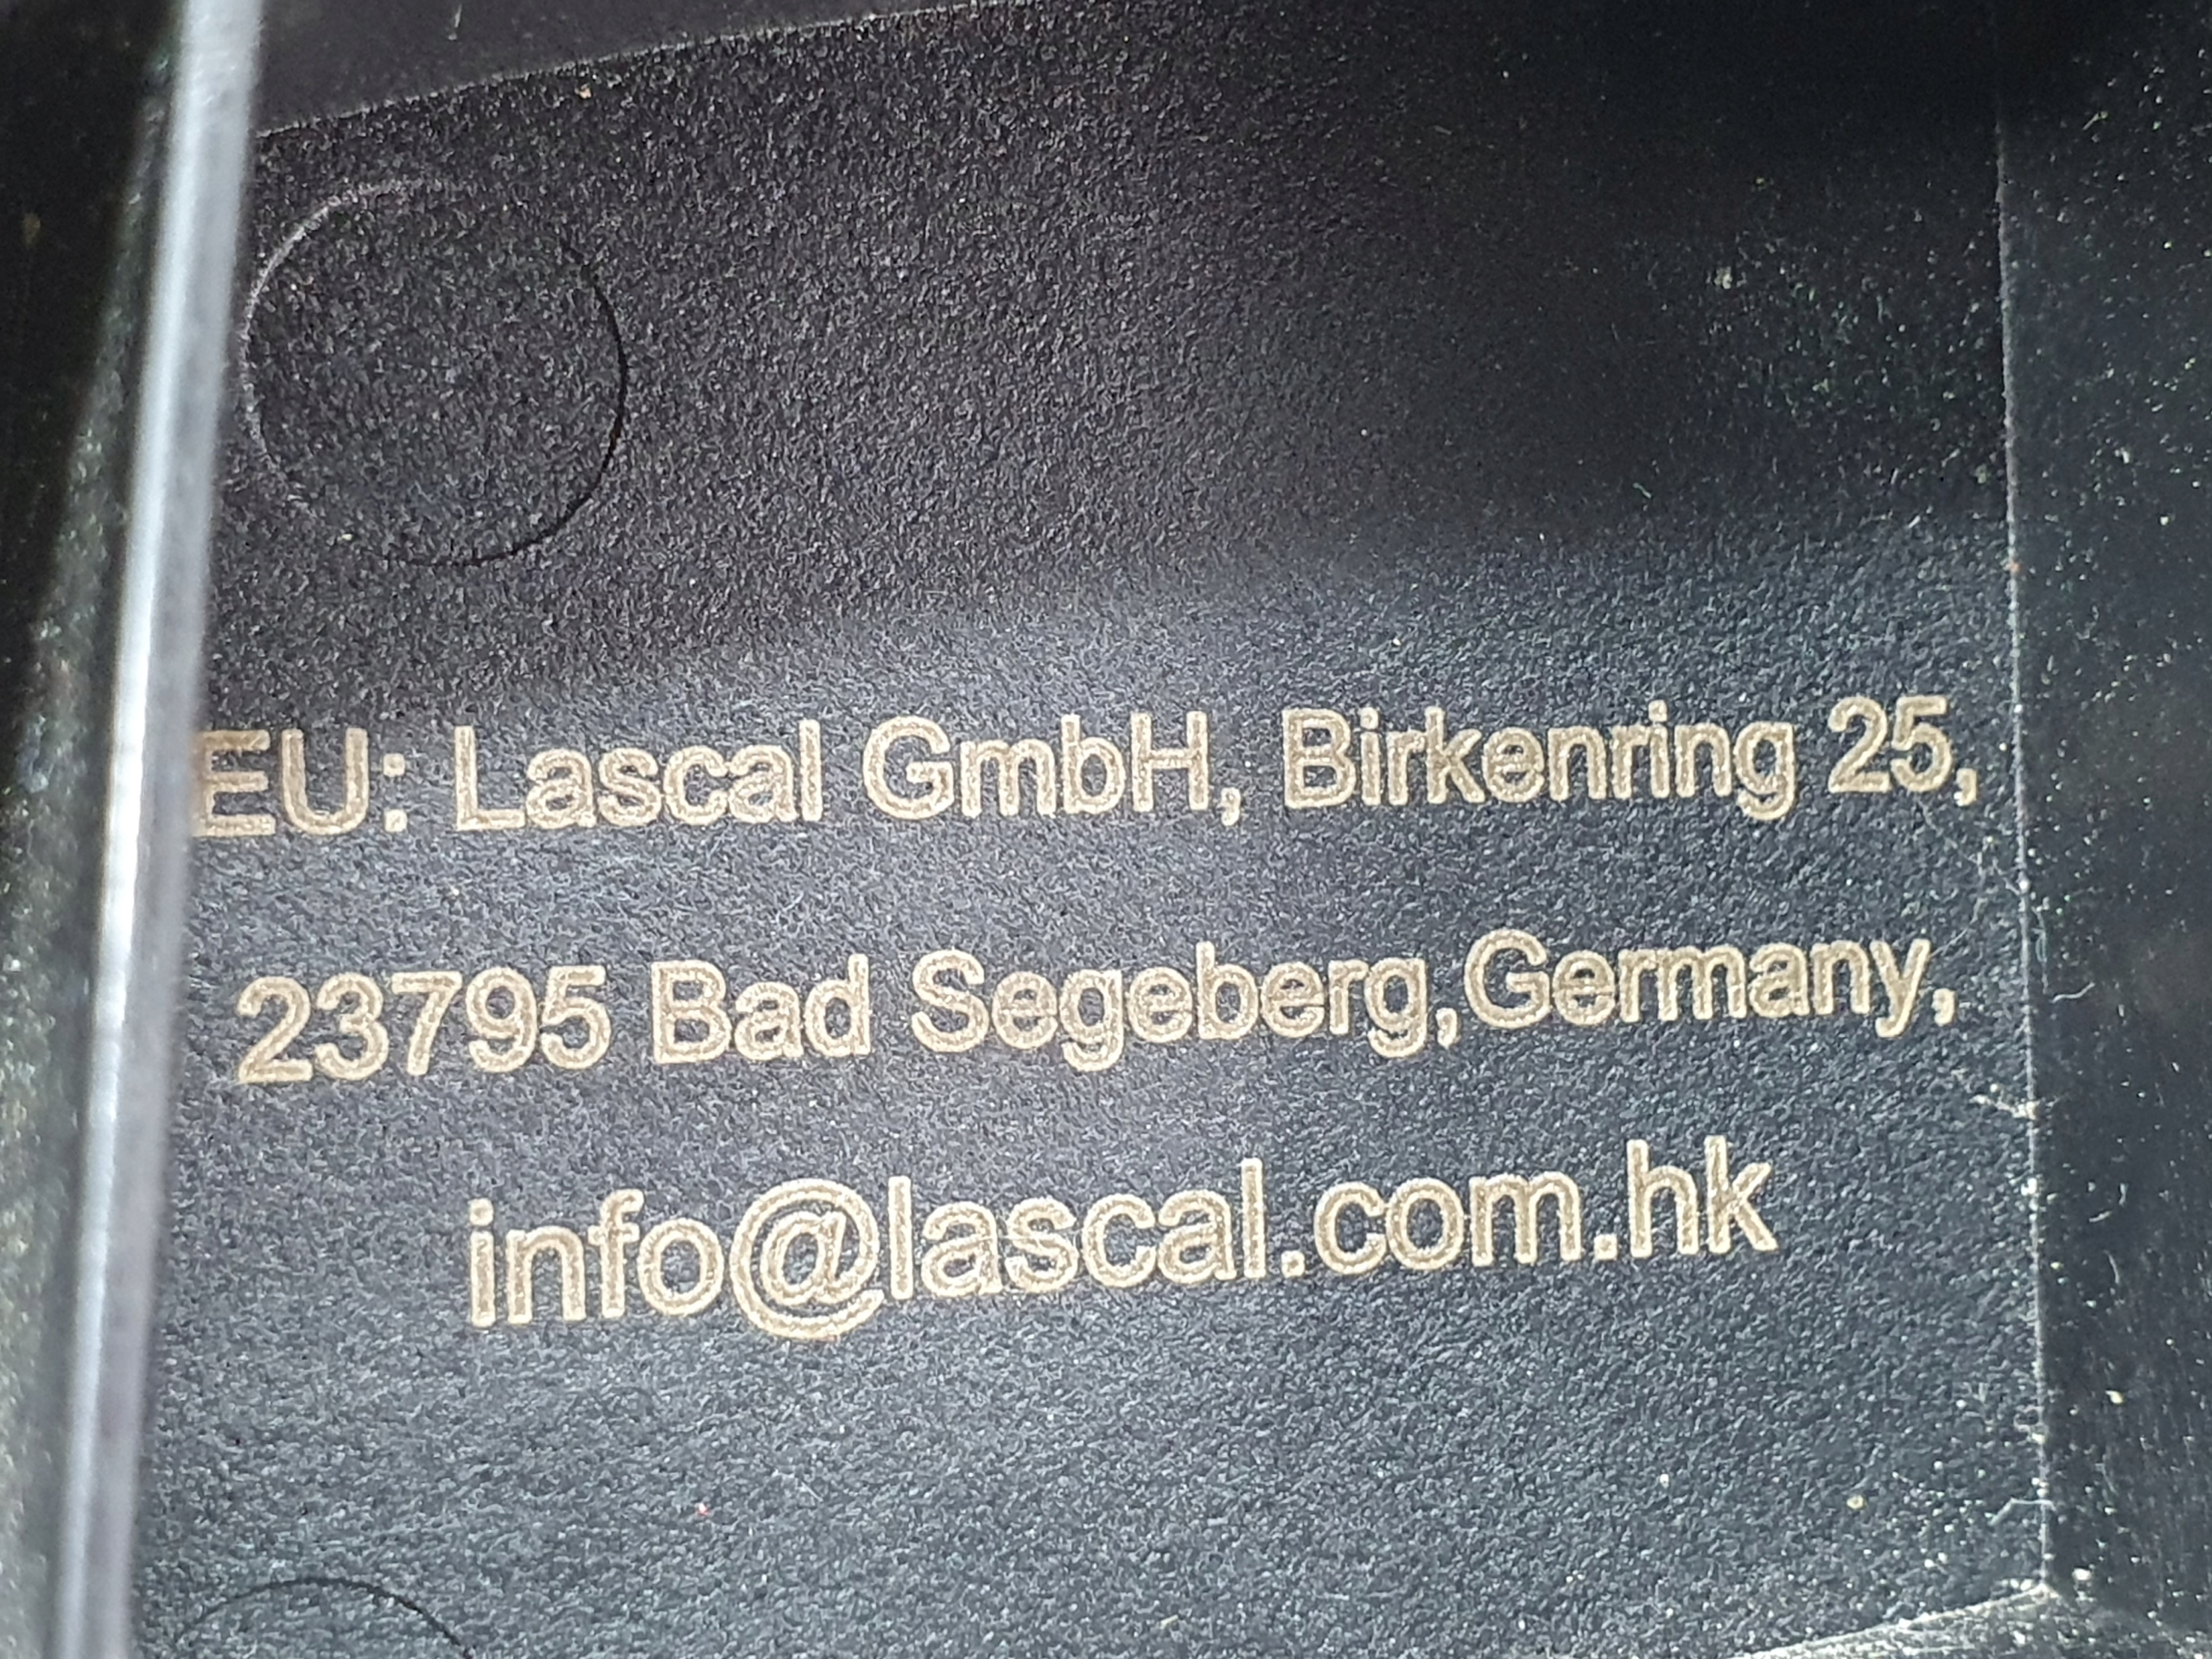 EU: Lascal GmbH, Birkenring 25,
23795 Bad Segeberg,Germany,
info@lascal.com.hk